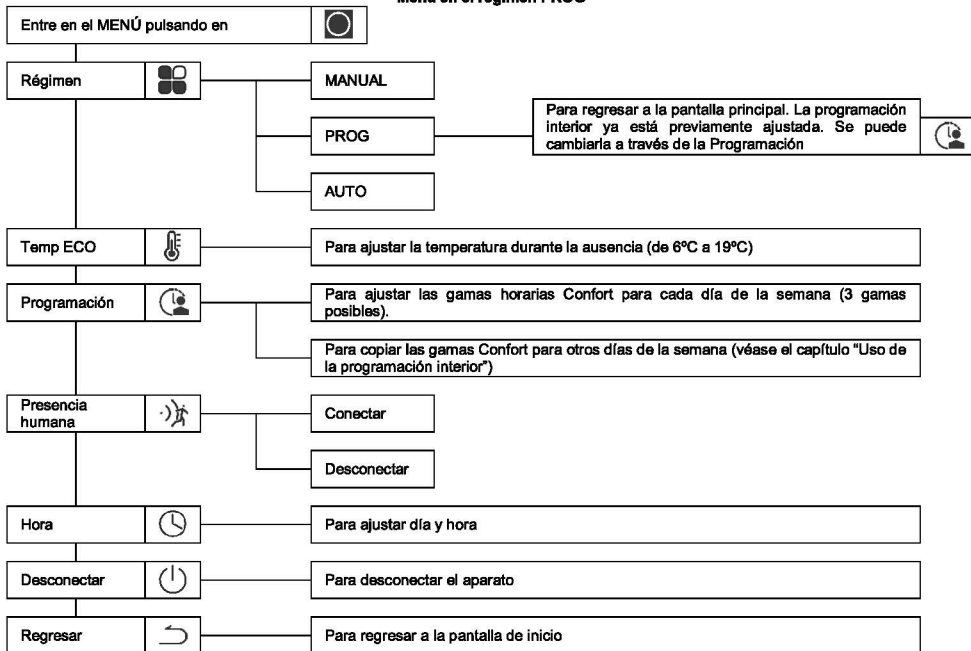 Menú en el régimen PROG
Entre en el MENÚ pulsando en
Régimen
MANUAL
PROG
Para regresar a la pantalla principal. La programación
interior ya está previamente ajustada. Se puede
cambiarla a través de la Programación
AUTO
Temp ECO
Para ajustar la temperatura durante la ausencia (de 6ºC a 19ºC)
Programación
Para ajustar las gamas horarias Confort para cada día de la semana (3 gamas
posibles).
Para copiar las gamas Confort para otros días de la semana (véase el capítulo "Uso de
la programación interior")
Presencia
humana
Conectar
Desconectar
Hora
Para ajustar día y hora
Desconectar
Para desconectar el aparato
Regresar
Para regresar a la pantalla de inicio